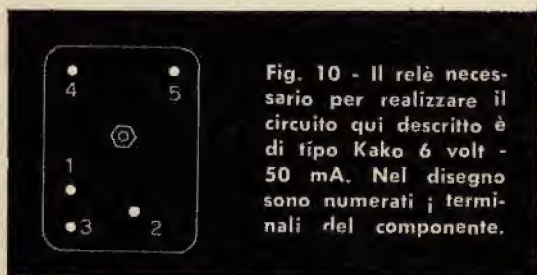 4 5
1
3 2
Fig. 10 - Il relè neces-
sario per realizzare il
circuito qui descritto è
di tipo Kako 6 volt -
50 mA. Nel disegno
sono numerati i termi-
nali del componente.